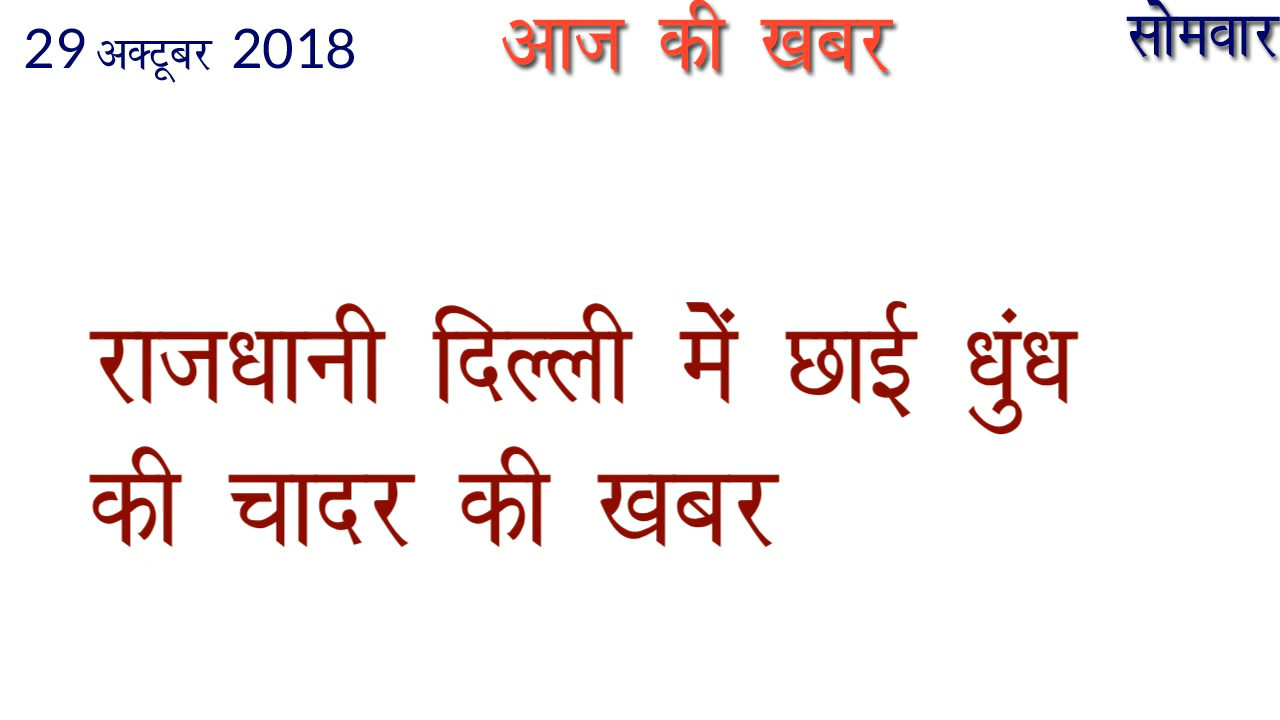 29 अक्टूबर 2018 आज की खबर सोमवार
राजधानी दिल्ली में छाई धुंध
की चादर की खबर